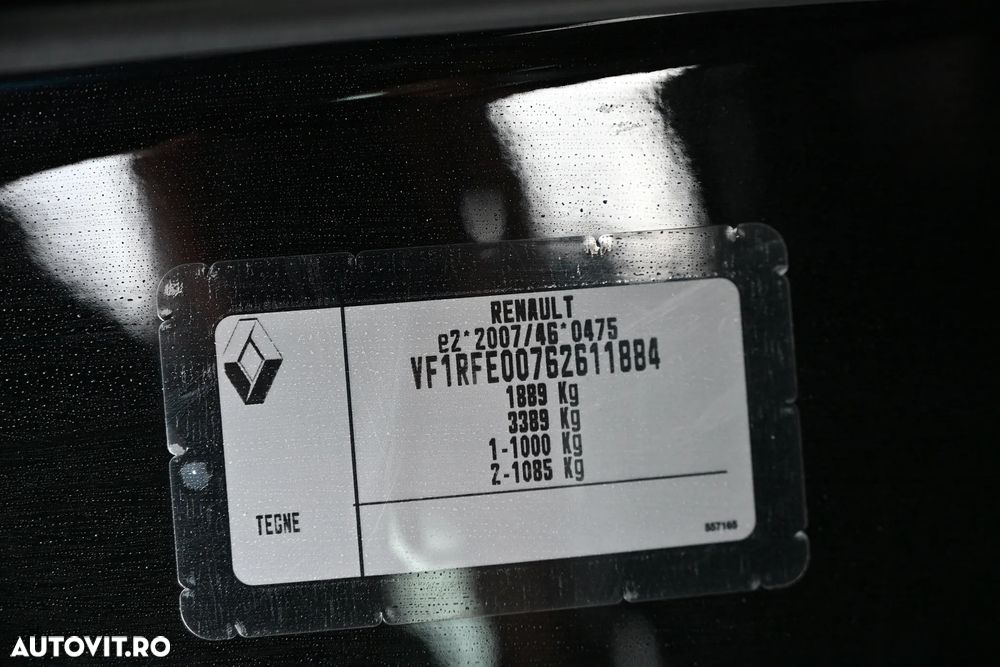 RENAULT
e2*2007/46*0475
VF1RFE00762611884
1889 Kg
3389 Kg
1-1000 Kg
2-1085 Kg
TEGNE
557165
AUTOVIT.RO